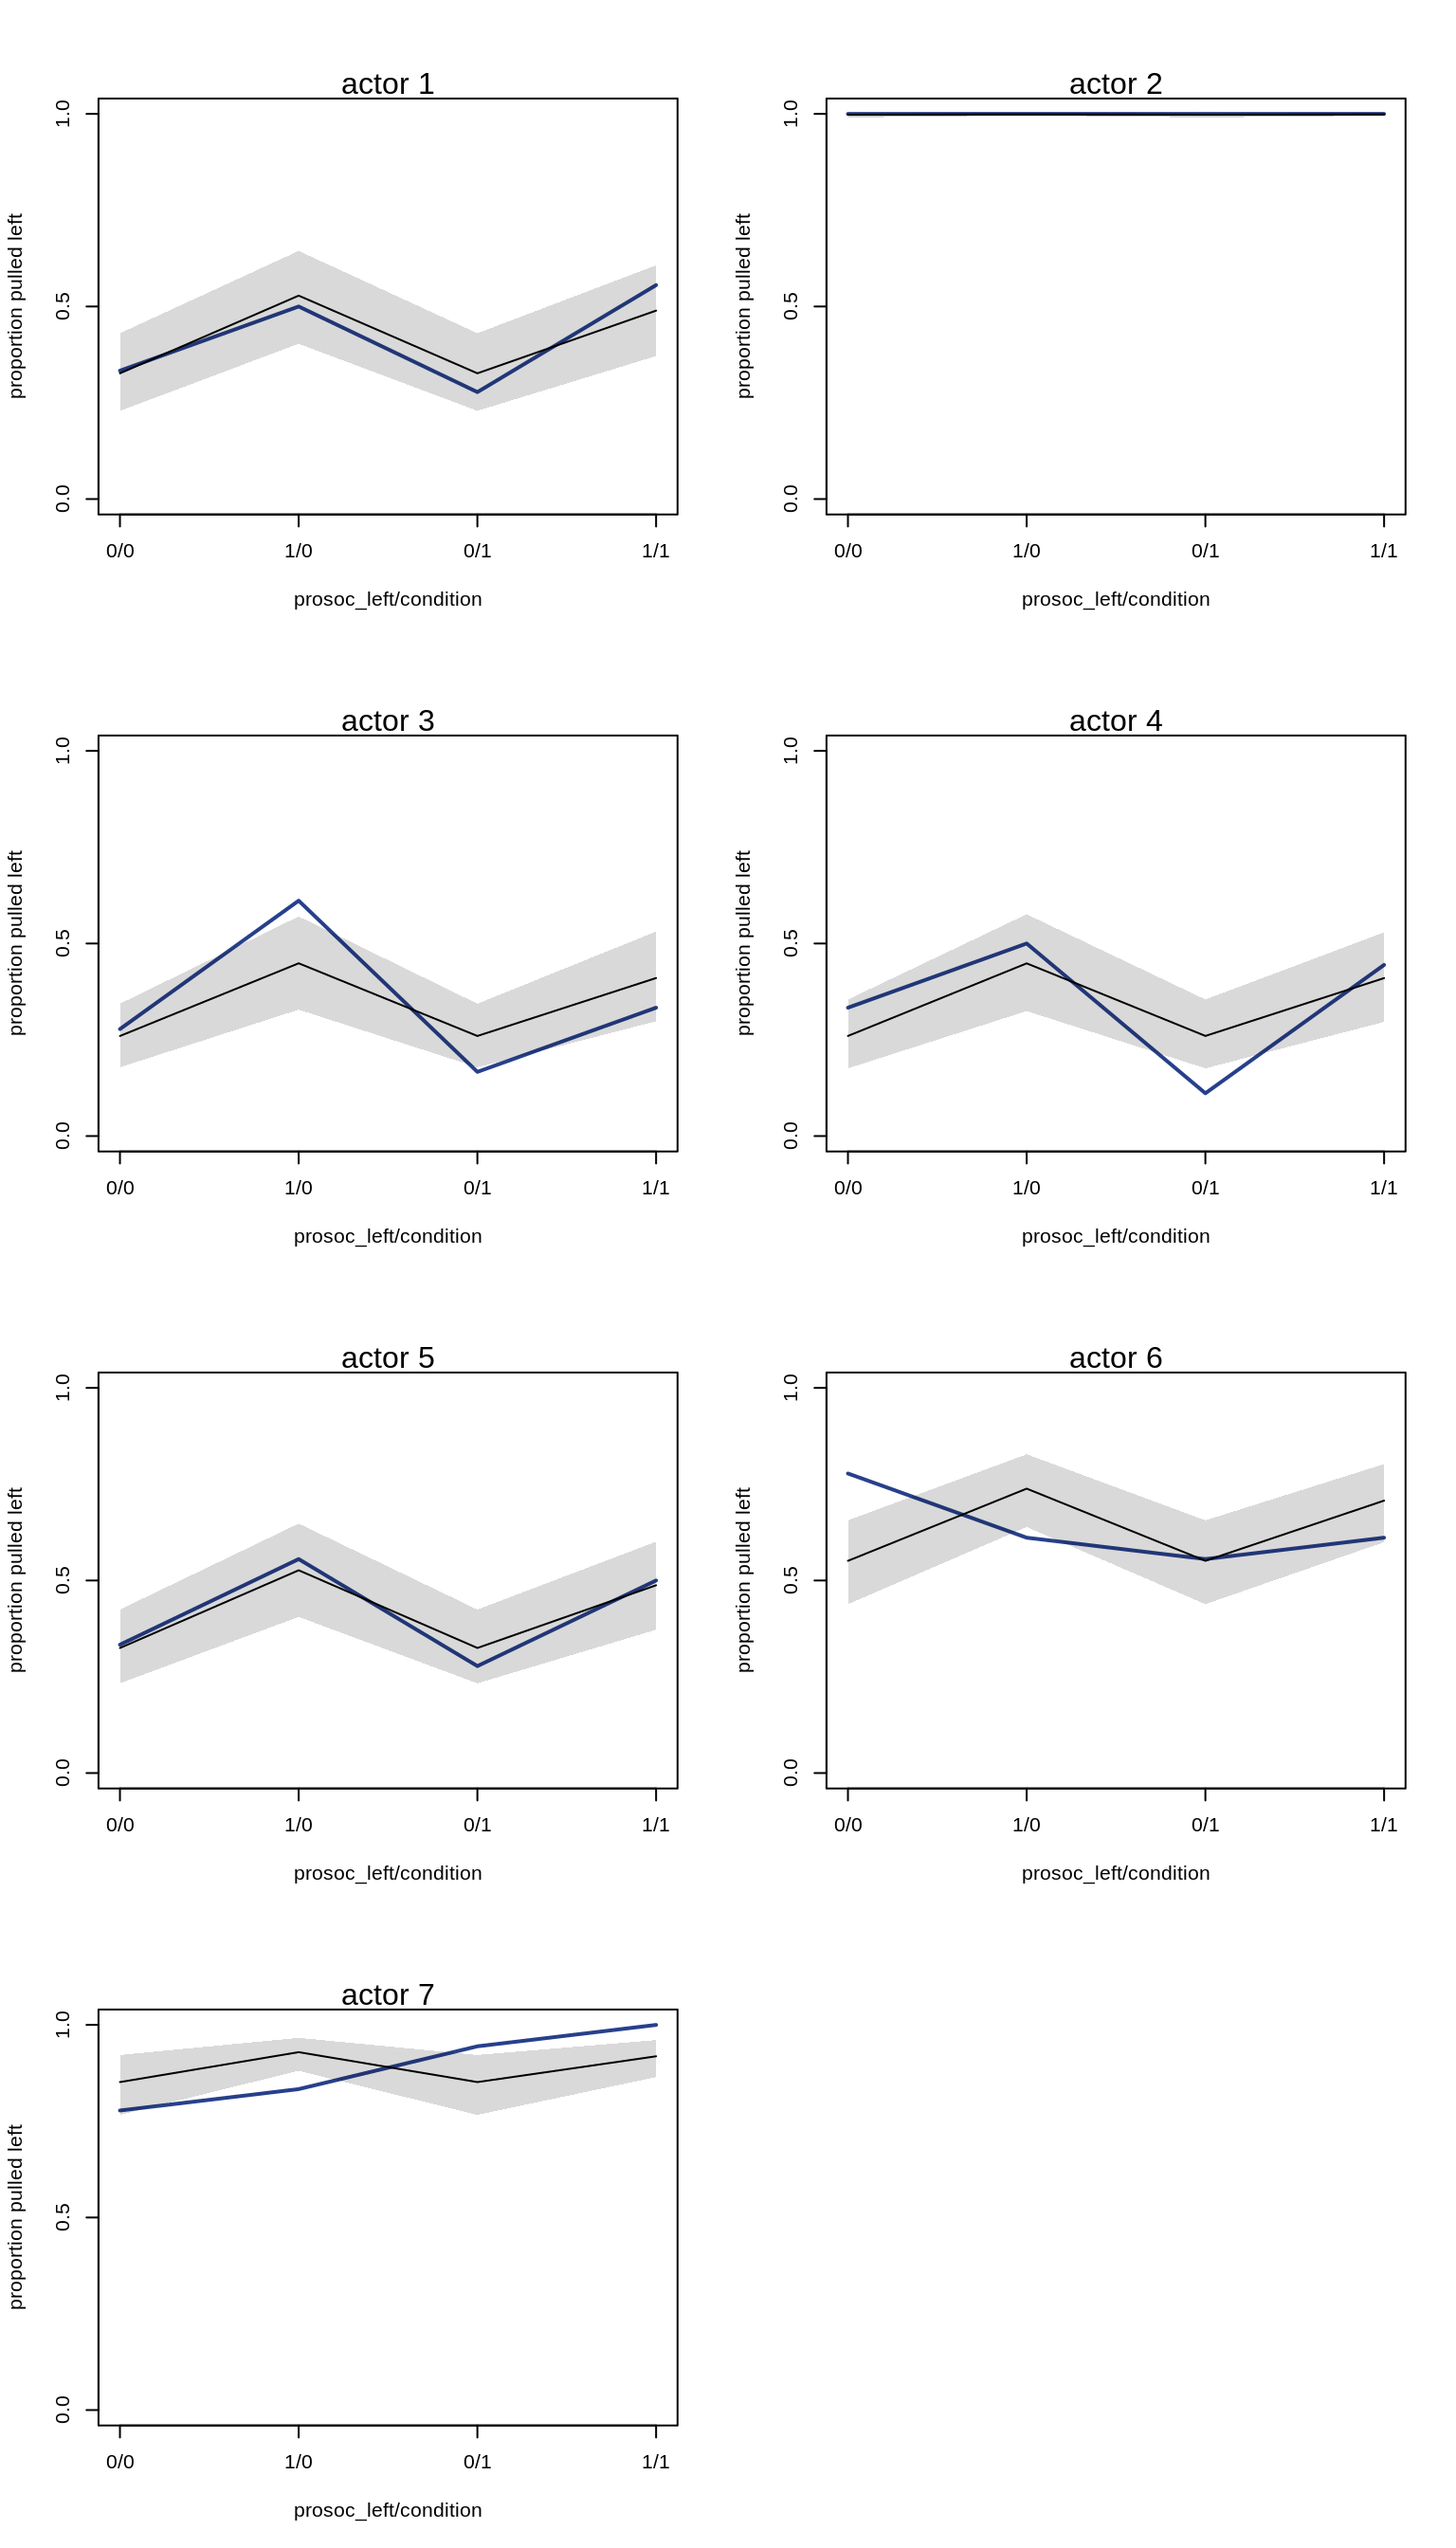 actor 1
proportion pulled left
1.0
0.5
0.0
0/0 1/0 0/1 1/1
prosoc_left/condition
actor 2
proportion pulled left
1.0
0.5
0.0
0/0 1/0 0/1 1/1
prosoc_left/condition
actor 3
proportion pulled left
1.0
0.5
0.0
0/0 1/0 0/1 1/1
prosoc_left/condition
actor 4
proportion pulled left
1.0
0.5
0.0
0/0 1/0 0/1 1/1
prosoc_left/condition
actor 5
proportion pulled left
1.0
0.5
0.0
0/0 1/0 0/1 1/1
prosoc_left/condition
actor 6
proportion pulled left
1.0
0.5
0.0
0/0 1/0 0/1 1/1
prosoc_left/condition
actor 7
proportion pulled left
1.0
0.5
0.0
0/0 1/0 0/1 1/1
prosoc_left/condition